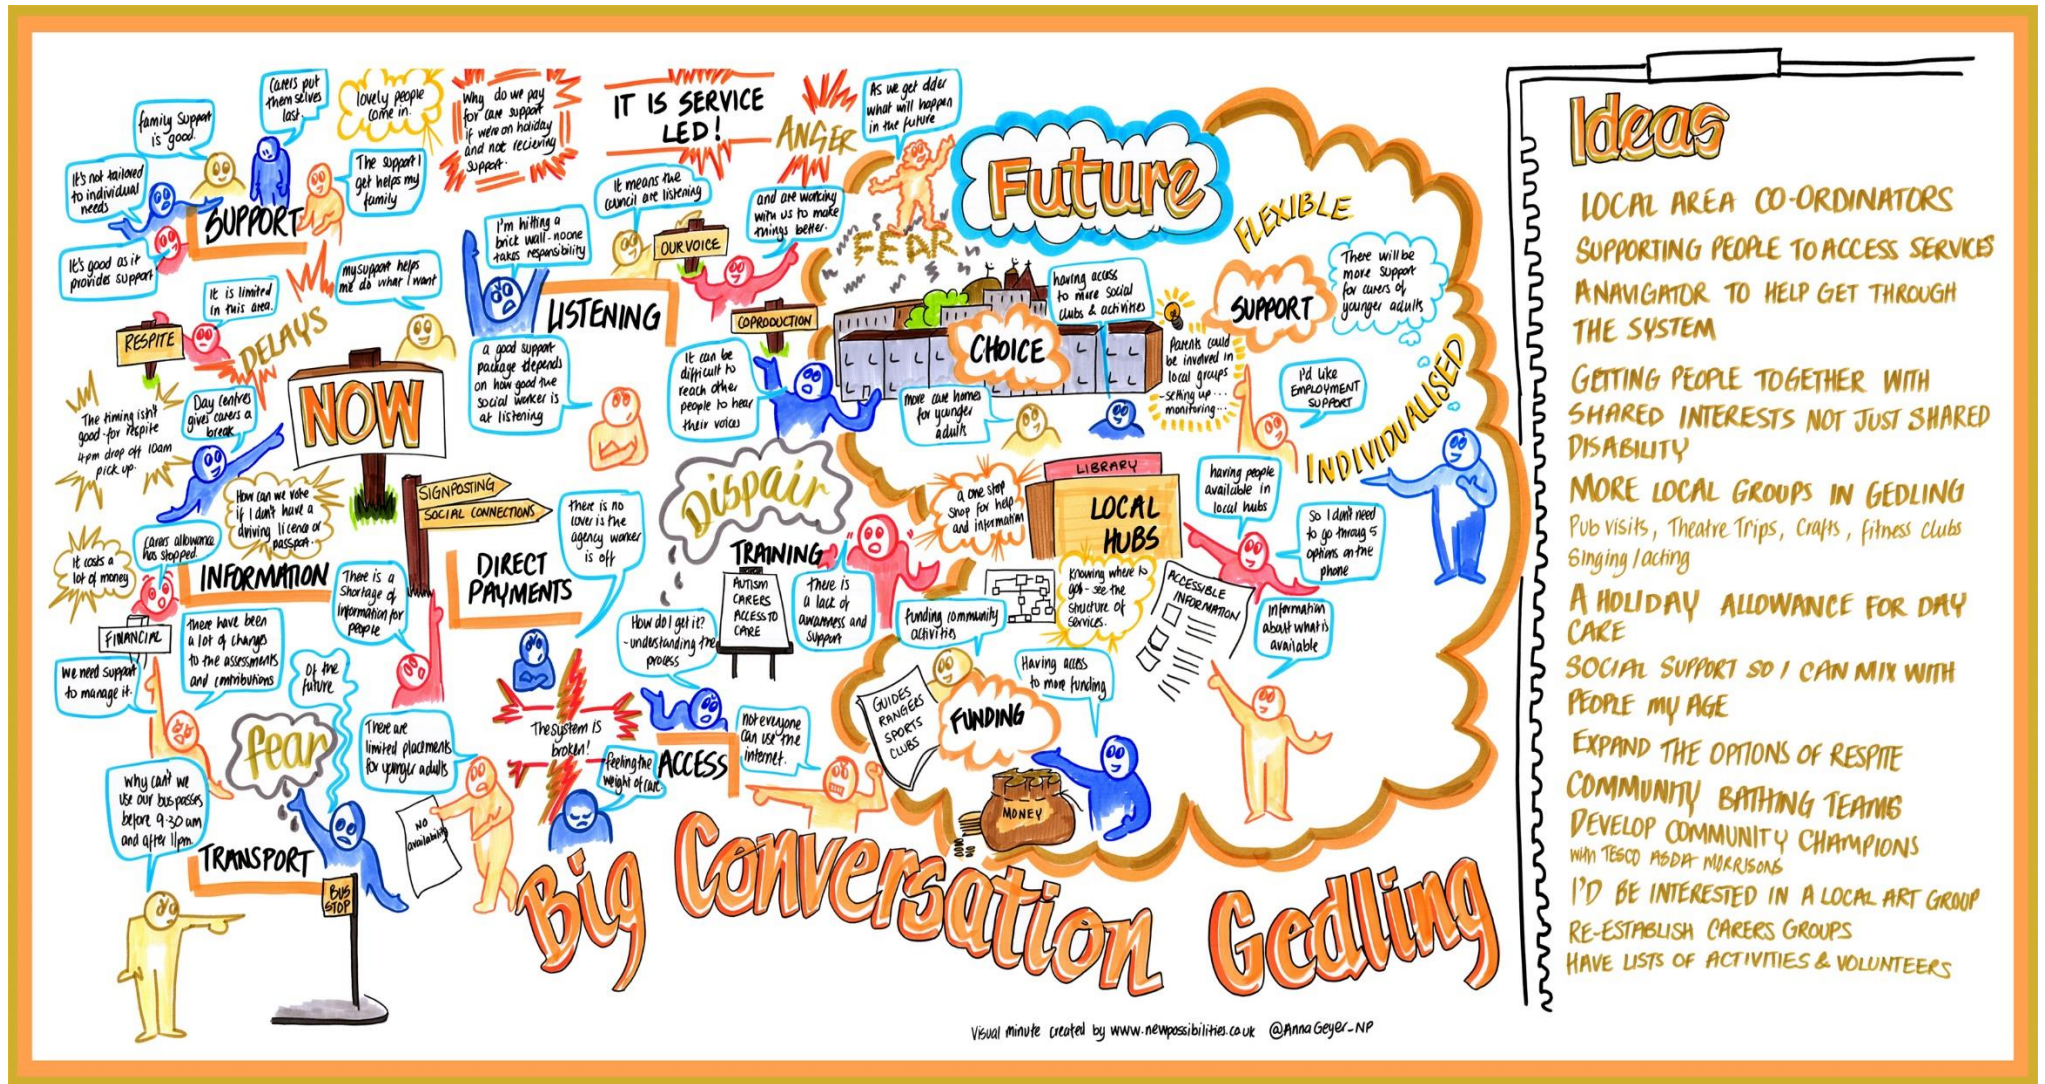 family support
is good.
Carers put
themselves
last.
lovely people
come in.
Why do we pay
for care support
if we're on holiday
and not recieving
support.
IT IS SERVICE
LED!
ANGER
As we get older
what will happen
in the future
It's not tailored
to individual
needs
SUPPORT
The support I
get helps my
family
It's good as it
provides support
It is limited
in this area.
my support helps
me do what I want
RESPITE
DELAYS
The timing isn't
good for respite
4pm drop off 10am
pick up.
Day centres
gives carers a
break
NOW
I'm hitting a
brick wall - noone
takes responsibility
It means the
council are listening
OUR VOICE
and are working
with us to make
things better.
LISTENING
COPRODUCTION
a good support
package depends
on how good the
social worker is
at listening
It can be
difficult to
reach other
people to hear
their voices
How can we vote
if I don't have a
driving licence or
passport.
SIGNPOSTING
SOCIAL CONNECTIONS
It costs a
lot of money
Carers allowance
has stopped.
INFORMATION
There is a
shortage of
information for
people
FINANCIAL
We need support
to manage it.
there have been
a lot of changes
to the assessments
and contributions
DIRECT
PAYMENTS
there is no
cover is the
agency worker
is off
Dispair
TRAINING
AUTISM
CARERS
ACCESS TO
CARE
there is
a lack of
awareness and
support
How do I get it?
- understanding the
process
Of the
future
fear
There are
limited placements
for younger adults
No
availability
The system is
broken!
feeling the
weight of care.
ACCESS
not everyone
can use the
internet.
Why can't we
use our bus passes
before 9.30am
and after 11pm.
TRANSPORT
BUS
STOP
Future
FEAR
FLEXIBLE
having access
to more social
clubs & activities
CHOICE
more care homes
for younger
adults
Parents could
be involved in
local groups
- setting up...
monitoring...
SUPPORT
There will be
more support
for carers of
younger adults
I'd like
EMPLOYMENT
SUPPORT
INDIVIDUALISED
LIBRARY
LOCAL
HUBS
a one stop
shop for help
and information
having people
available in
local hubs
So I don't need
to go throug 5
options on the
phone
Knowing where to
go - see the
structure of
services.
ACCESSIBLE
INFORMATION
Information
about what is
available
funding community
activities
GUIDES
RANGERS
SPORTS
CLUBS
FUNDING
Having access
to more funding
MONEY
Big Conversation Gedling
Visual minute created by www.newpossibilities.co.uk @AnnaGeyer_NP
Ideas
LOCAL AREA CO-ORDINATORS
SUPPORTING PEOPLE TO ACCESS SERVICES
A NAVIGATOR TO HELP GET THROUGH
THE SYSTEM
GETTING PEOPLE TOGETHER WITH
SHARED INTERESTS NOT JUST SHARED
DISABILITY
MORE LOCAL GROUPS IN GEDLING
Pub visits, Theatre Trips, Crafts, fitness clubs
Singing / acting
A HOLIDAY ALLOWANCE FOR DAY
CARE
SOCIAL SUPPORT SO I CAN MIX WITH
PEOPLE MY AGE
EXPAND THE OPTIONS OF RESPITE
COMMUNITY BATHING TEAMS
DEVELOP COMMUNITY CHAMPIONS
WITH TESCO ASDA MORRISONS
I'D BE INTERESTED IN A LOCAL ART GROUP
RE-ESTABLISH CARERS GROUPS
HAVE LISTS OF ACTIVITIES & VOLUNTEERS